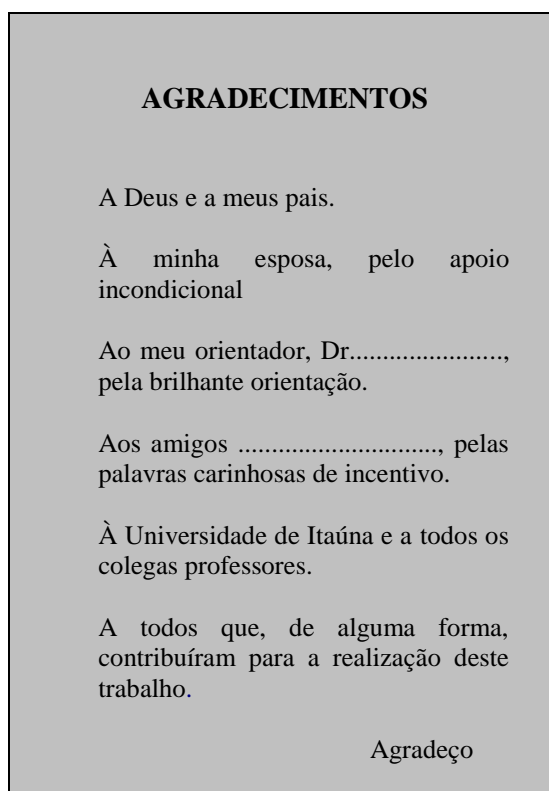 AGRADECIMENTOS
A Deus e a meus pais.
À minha esposa, pelo apoio
incondicional
Ao meu orientador, Dr.......................,
pela brilhante orientação.
Aos amigos .............................., pelas
palavras carinhosas de incentivo.
À Universidade de Itaúna e a todos os
colegas professores.
A todos que, de alguma forma,
contribuíram para a realização deste
trabalho.
Agradeço